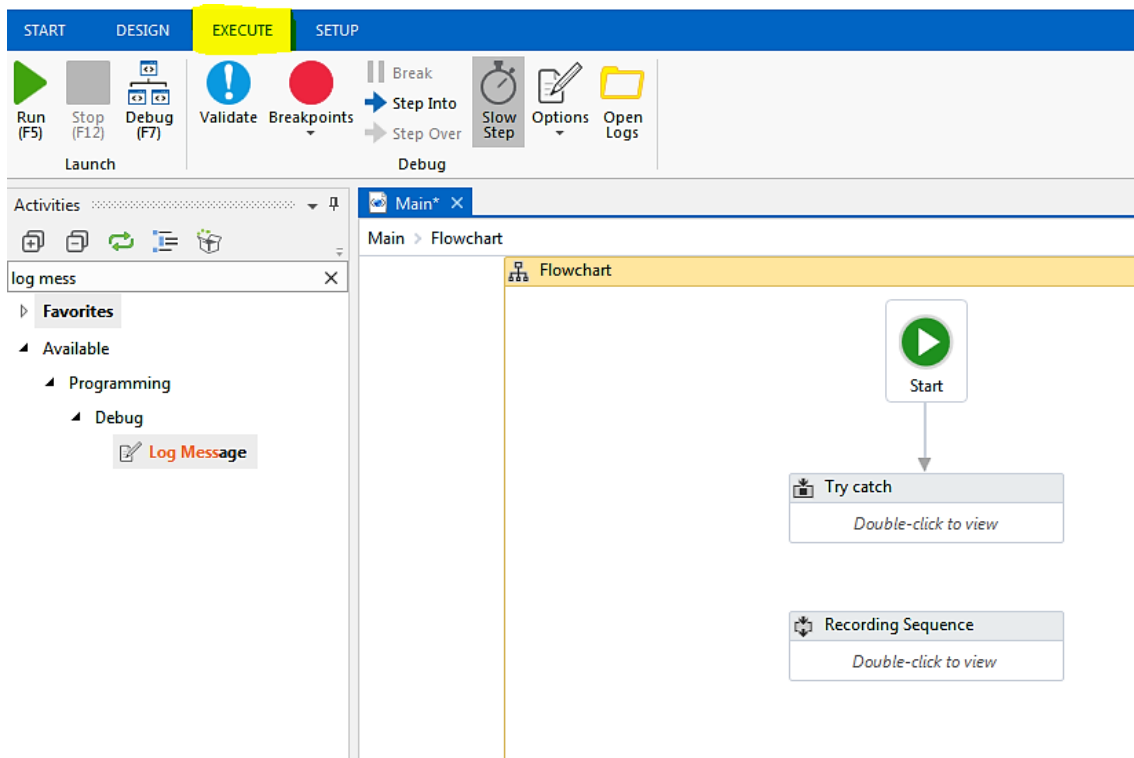 START DESIGN EXECUTE SETUP
Run (F5)
Stop (F12)
Debug (F7)
Launch
Validate
Breakpoints
Break
Step Into
Step Over
Slow Step
Options
Open Logs
Debug
Activities
log mess
Favorites
Available
Programming
Debug
Log Message
Main*
Main > Flowchart
Flowchart
Start
Try catch
Double-click to view
Recording Sequence
Double-click to view